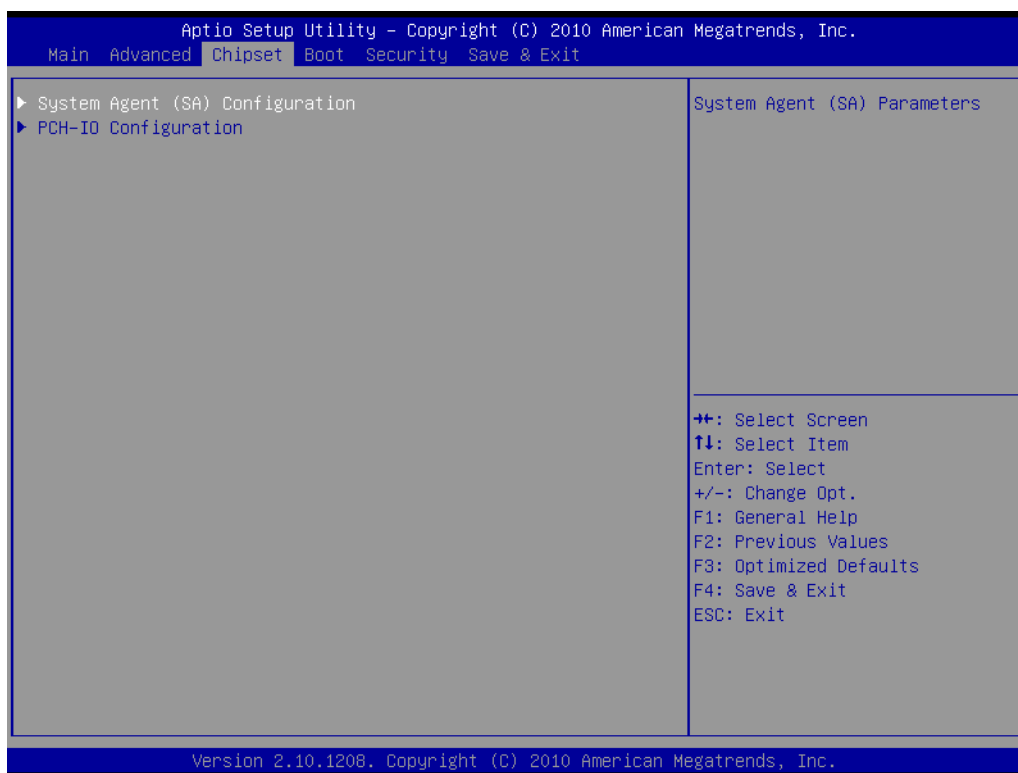 Aptio Setup Utility – Copyright (C) 2010 American Megatrends, Inc.
Main Advanced Chipset Boot Security Save & Exit
▶ System Agent (SA) Configuration
▶ PCH-IO Configuration
System Agent (SA) Parameters
→←: Select Screen
↑↓: Select Item
Enter: Select
+/-: Change Opt.
F1: General Help
F2: Previous Values
F3: Optimized Defaults
F4: Save & Exit
ESC: Exit
Version 2.10.1208. Copyright (C) 2010 American Megatrends, Inc.